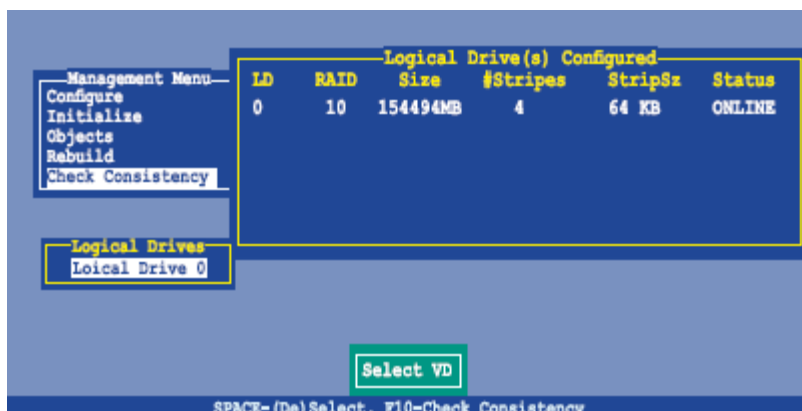 Logical Drive(s) Configured
LD RAID Size #Stripes StripSz Status
0 10 154494MB 4 64 KB ONLINE
Management Menu
Configure
Initialize
Objects
Rebuild
Check Consistency
Logical Drives
Loical Drive 0
Select VD
SPACE-(De)Select, F10-Check Consistency